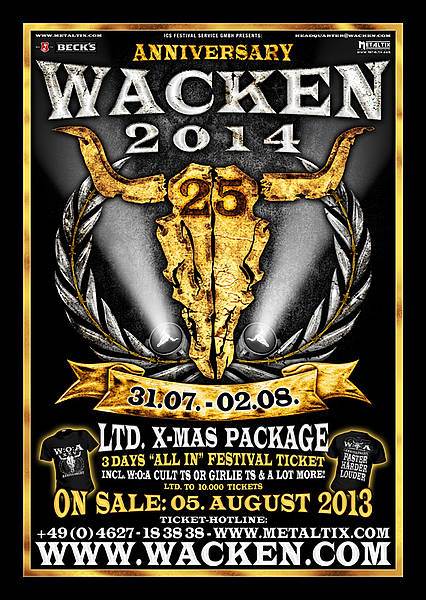 WWW.METALTIX.COM
ICS FESTIVAL SERVICE GMBH PRESENTS:
HEADQUARTER@WACKEN.COM
BECK'S
METALTIX
ANNIVERSARY
WACKEN
2014
25
31.07. - 02.08.
LTD. X-MAS PACKAGE
3 DAYS "ALL IN" FESTIVAL TICKET
INCL. W:O:A CULT TS OR GIRLIE TS & A LOT MORE!
LTD. TO 10.000 TICKETS
W:O:A
W:O:A
FASTER
HARDER
LOUDER
ON SALE: 05. AUGUST 2013
TICKET-HOTLINE:
+49 (0) 4627 - 18 38 38 - WWW.METALTIX.COM
WWW.WACKEN.COM